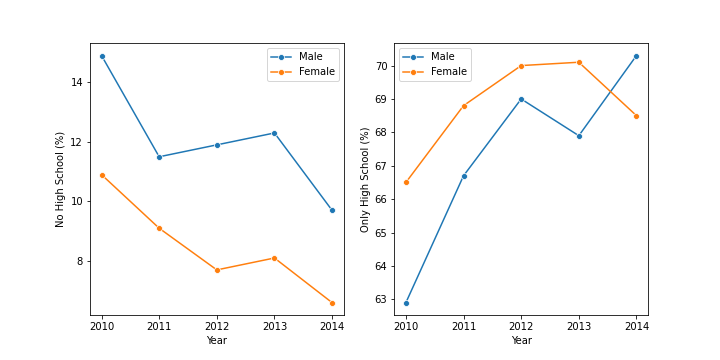 Male
Female
14
12
10
8
No High School (%)
2010 2011 2012 2013 2014
Year
Male
Female
70
69
68
67
66
65
64
63
Only High School (%)
2010 2011 2012 2013 2014
Year